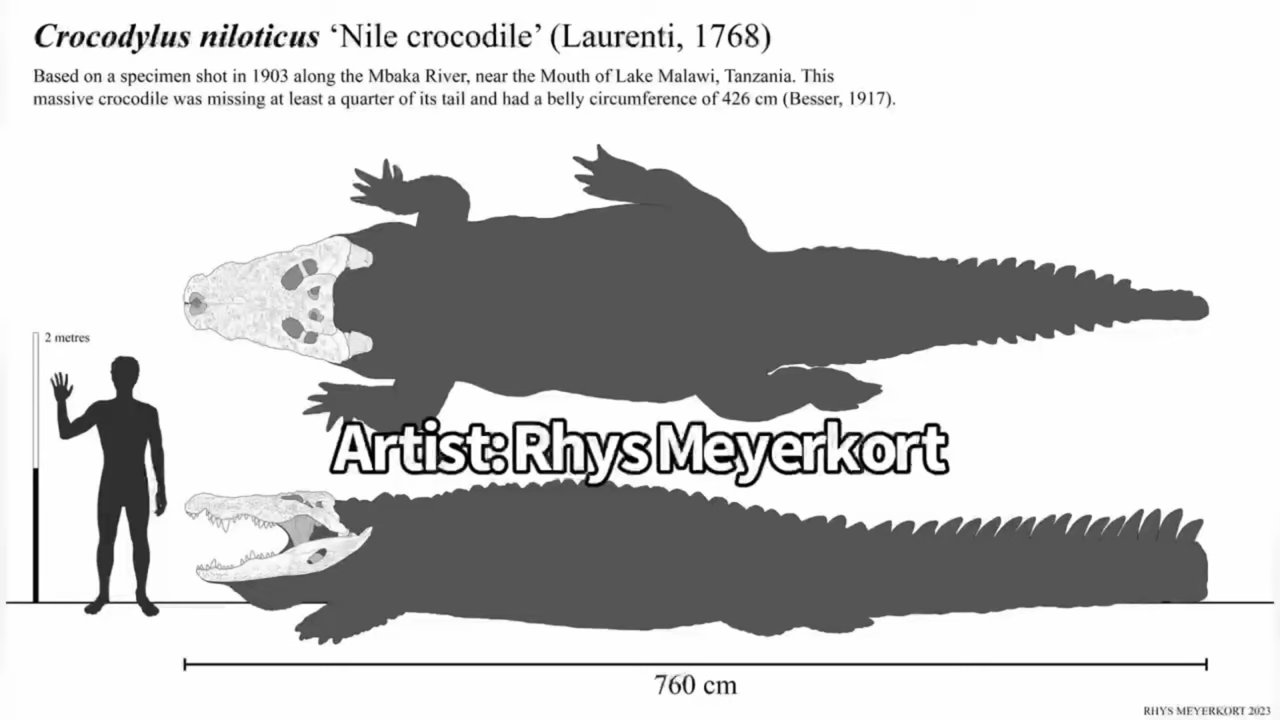 Crocodylus niloticus ‘Nile crocodile’ (Laurenti, 1768)
Based on a specimen shot in 1903 along the Mbaka River, near the Mouth of Lake Malawi, Tanzania. This
massive crocodile was missing at least a quarter of its tail and had a belly circumference of 426 cm (Besser, 1917).
2 metres
Artist: Rhys Meyerkort
760 cm
RHYS MEYERKORT 2023